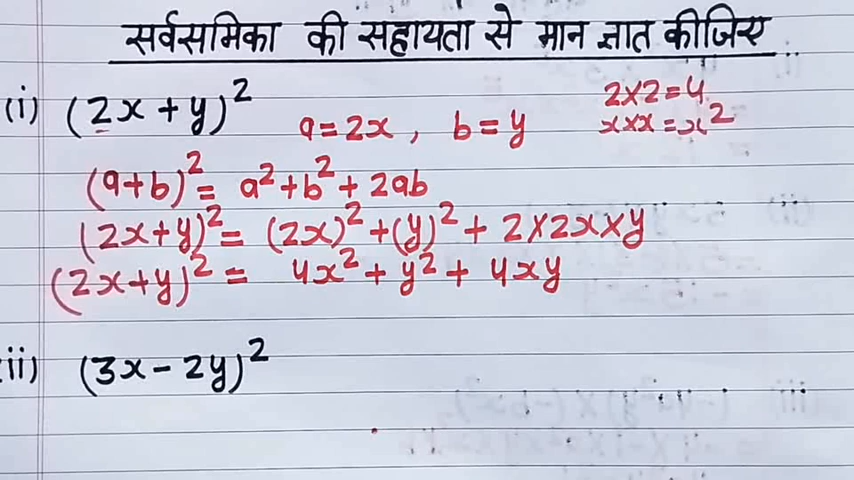 सर्वसमिका की सहायता से मान ज्ञात कीजिए
(i) (2x + y)²
a = 2x , b = y
2×2 = 4
x×x = x²
(a+b)² = a² + b² + 2ab
(2x+y)² = (2x)² + (y)² + 2×2x×y
(2x+y)² = 4x² + y² + 4xy
ii) (3x - 2y)²